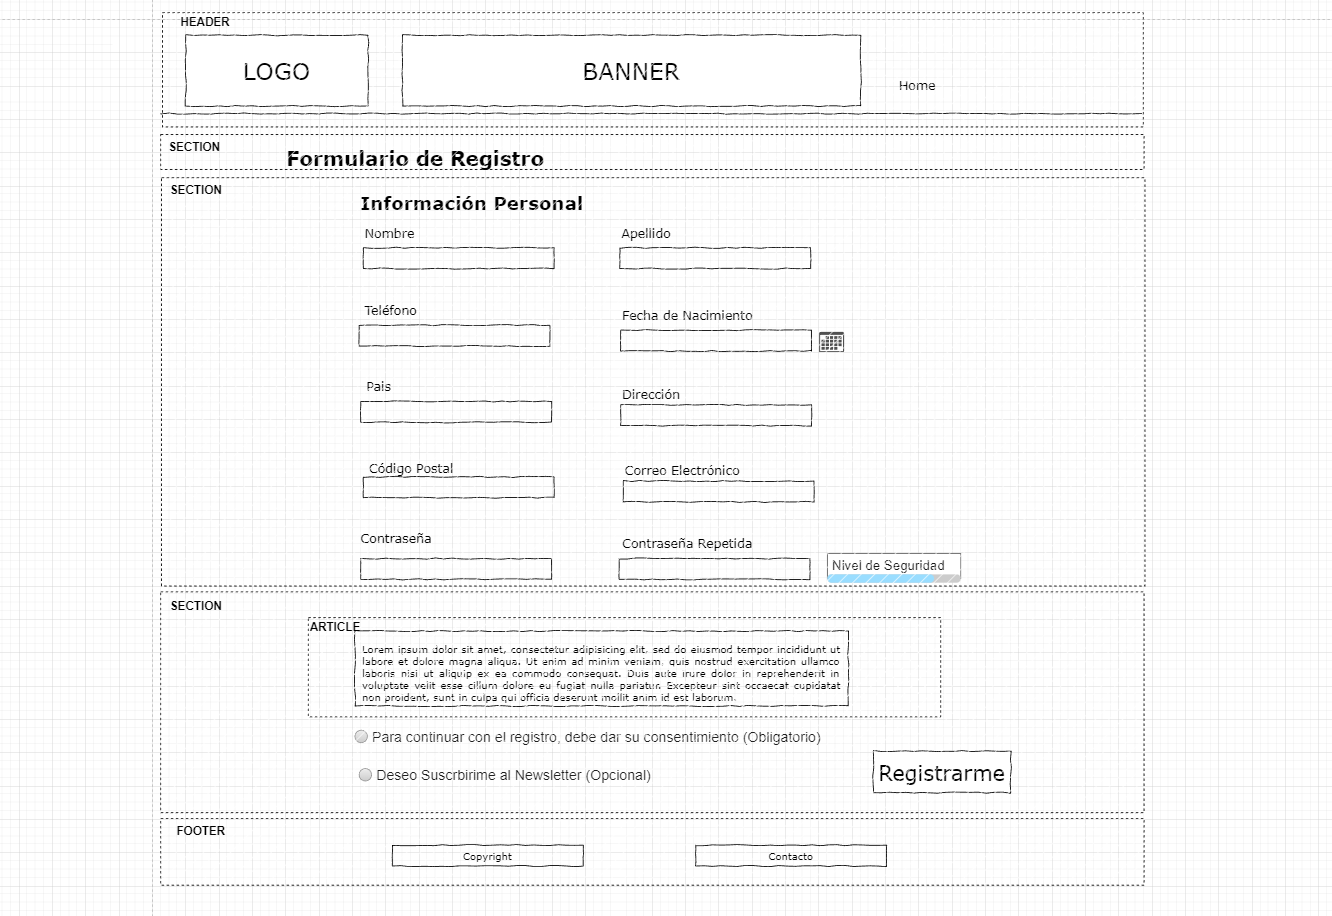 HEADER
LOGO
BANNER
Home
SECTION
Formulario de Registro
SECTION
Información Personal
Nombre
Apellido
Teléfono
Fecha de Nacimiento
Pais
Dirección
Código Postal
Correo Electrónico
Contraseña
Contraseña Repetida
Nivel de Seguridad
SECTION
ARTICLE
Lorem ipsum dolor sit amet, consectetur adipisicing elit, sed do eiusmod tempor incididunt ut
labore et dolore magna aliqua. Ut enim ad minim veniam, quis nostrud exercitation ullamco
laboris nisi ut aliquip ex ea commodo consequat. Duis aute irure dolor in reprehenderit in
voluptate velit esse cillum dolore eu fugiat nulla pariatur. Excepteur sint occaecat cupidatat
non proident, sunt in culpa qui officia deserunt mollit anim id est laborum.
Para continuar con el registro, debe dar su consentimiento (Obligatorio)
Deseo Suscrbirime al Newsletter (Opcional)
Registrarme
FOOTER
Copyright
Contacto